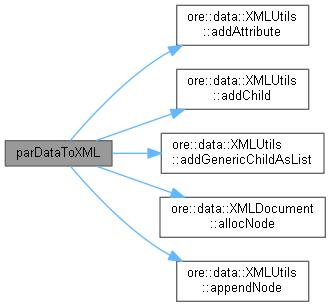 parDataToXML
ore::data::XMLUtils
::addAttribute
ore::data::XMLUtils
::addChild
ore::data::XMLUtils
::addGenericChildAsList
ore::data::XMLDocument
::allocNode
ore::data::XMLUtils
::appendNode